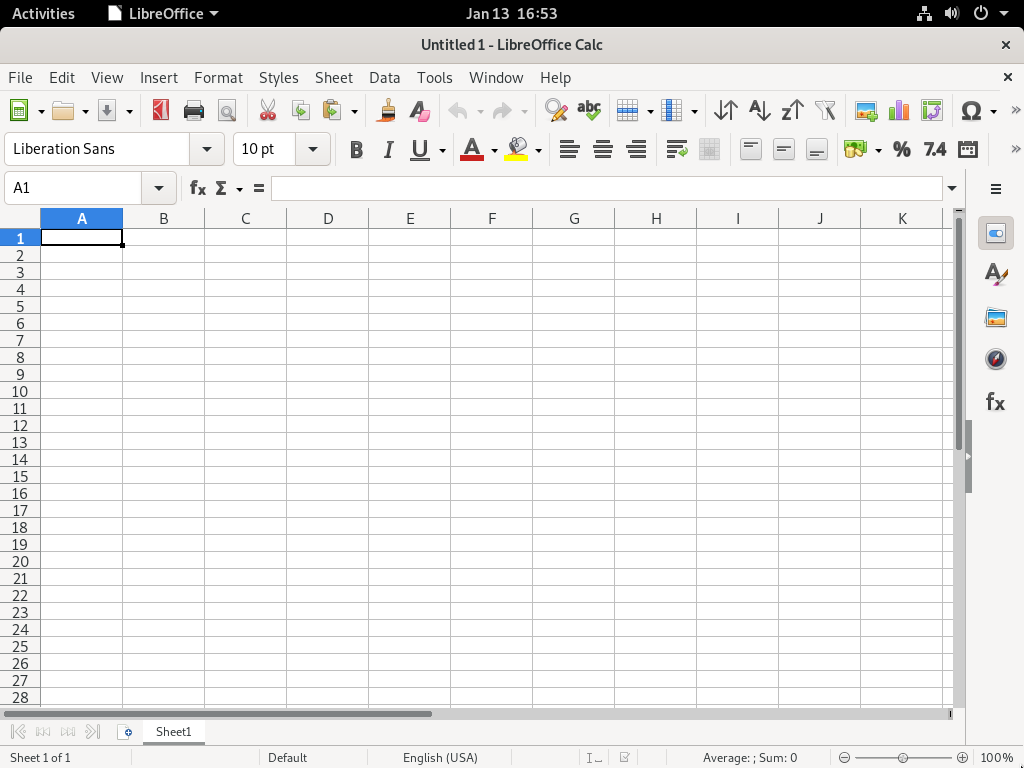 Activities LibreOffice Jan 13 16:53
Untitled 1 - LibreOffice Calc
File Edit View Insert Format Styles Sheet Data Tools Window Help
abc Ω
Liberation Sans 10 pt B I U A % 7.4
A1 fx Σ =
A B C D E F G H I J K
1
2
3
4
5
6
7
8
9
10
11
12
13
14
15
16
17
18
19
20
21
22
23
24
25
26
27
28
fx
Sheet1
Sheet 1 of 1 Default English (USA) Average: ; Sum: 0 100%